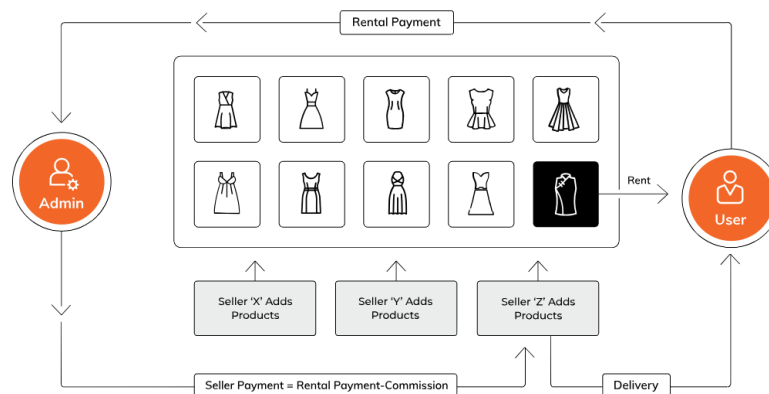 Rental Payment
Admin
Rent
User
Seller ‘X’ Adds
Products
Seller ‘Y’ Adds
Products
Seller ‘Z’ Adds
Products
Seller Payment = Rental Payment-Commission
Delivery